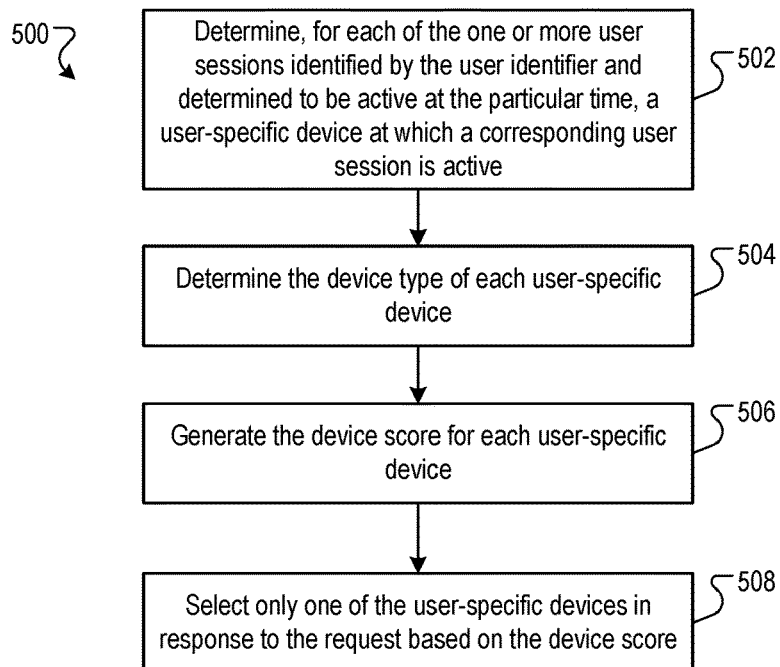 500
Determine, for each of the one or more user
sessions identified by the user identifier and
determined to be active at the particular time, a
user-specific device at which a corresponding user
session is active
502
Determine the device type of each user-specific
device
504
Generate the device score for each user-specific
device
506
Select only one of the user-specific devices in
response to the request based on the device score
508